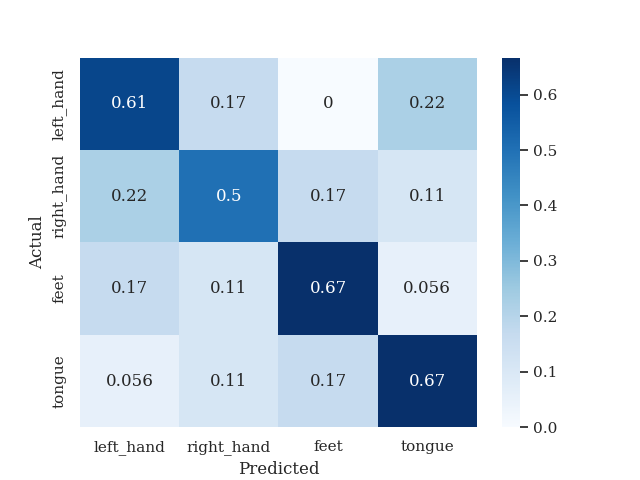 left_hand
0.61 0.17 0 0.22
right_hand
0.22 0.5 0.17 0.11
feet
0.17 0.11 0.67 0.056
tongue
0.056 0.11 0.17 0.67
Actual
left_hand right_hand feet tongue
Predicted
0.6
0.5
0.4
0.3
0.2
0.1
0.0